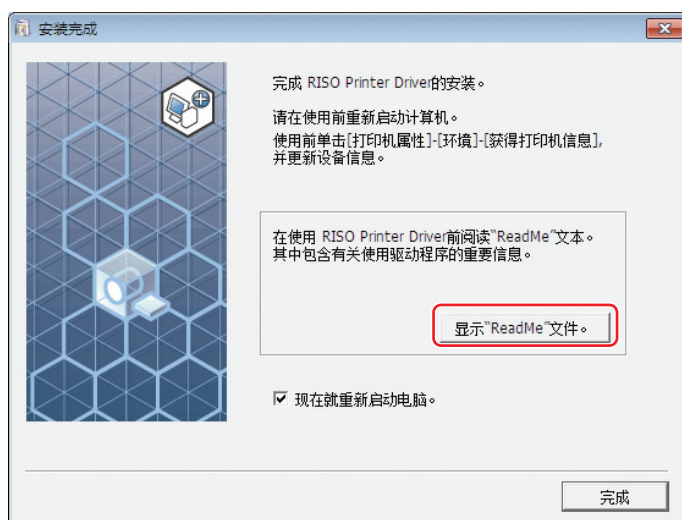 安装完成
完成 RISO Printer Driver的安装。
请在使用前重新启动计算机。
使用前单击[打印机属性]-[环境]-[获得打印机信息],
并更新设备信息。
在使用 RISO Printer Driver前阅读"ReadMe"文本。
其中包含有关使用驱动程序的重要信息。
显示"ReadMe"文件。
现在就重新启动电脑。
完成